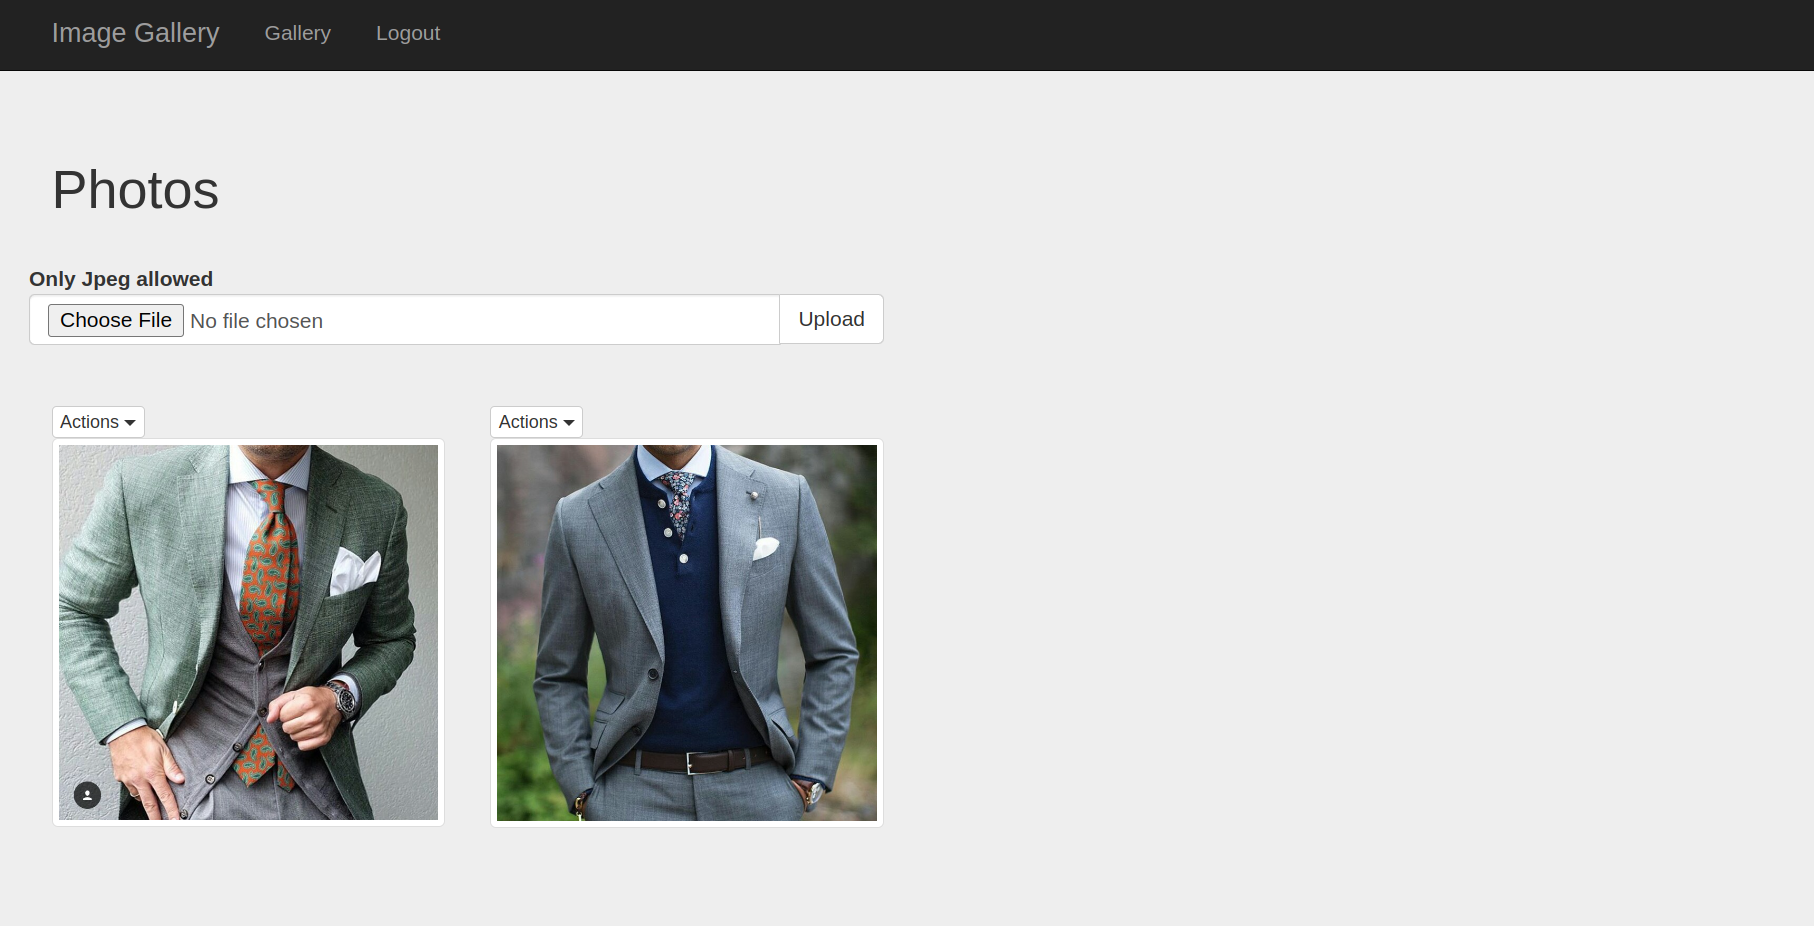 Image Gallery Gallery Logout
Photos
Only Jpeg allowed
Choose File No file chosen Upload
Actions Actions